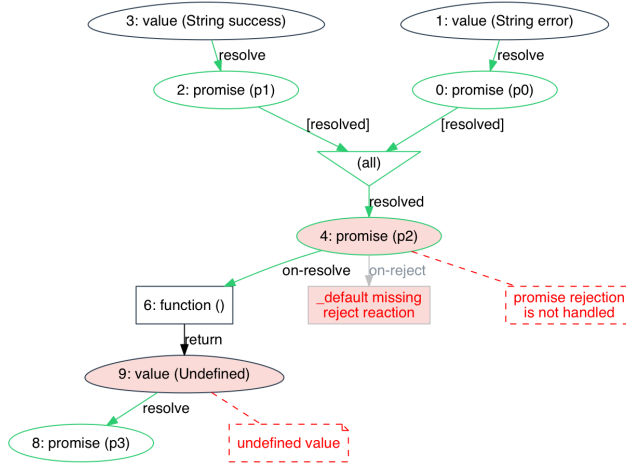 3: value (String success)
1: value (String error)
resolve
resolve
2: promise (p1)
0: promise (p0)
[resolved]
[resolved]
(all)
resolved
4: promise (p2)
on-resolve
on-reject
6: function ()
_default missing
reject reaction
promise rejection
is not handled
return
9: value (Undefined)
resolve
undefined value
8: promise (p3)